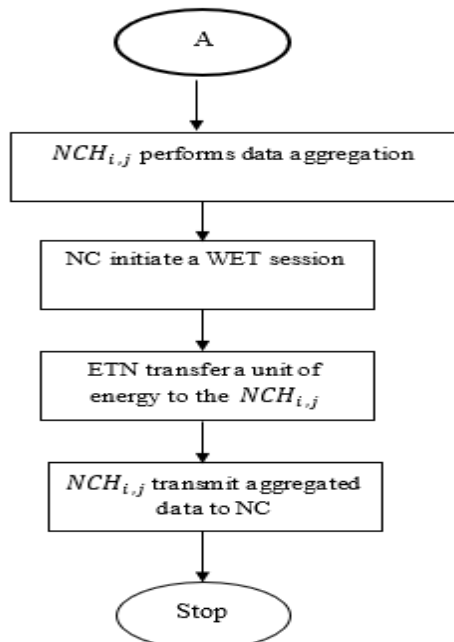 A
NCH_{i,j} performs data aggregation
NC initiate a WET session
ETN transfer a unit of
energy to the NCH_{i,j}
NCH_{i,j} transmit aggregated
data to NC
Stop